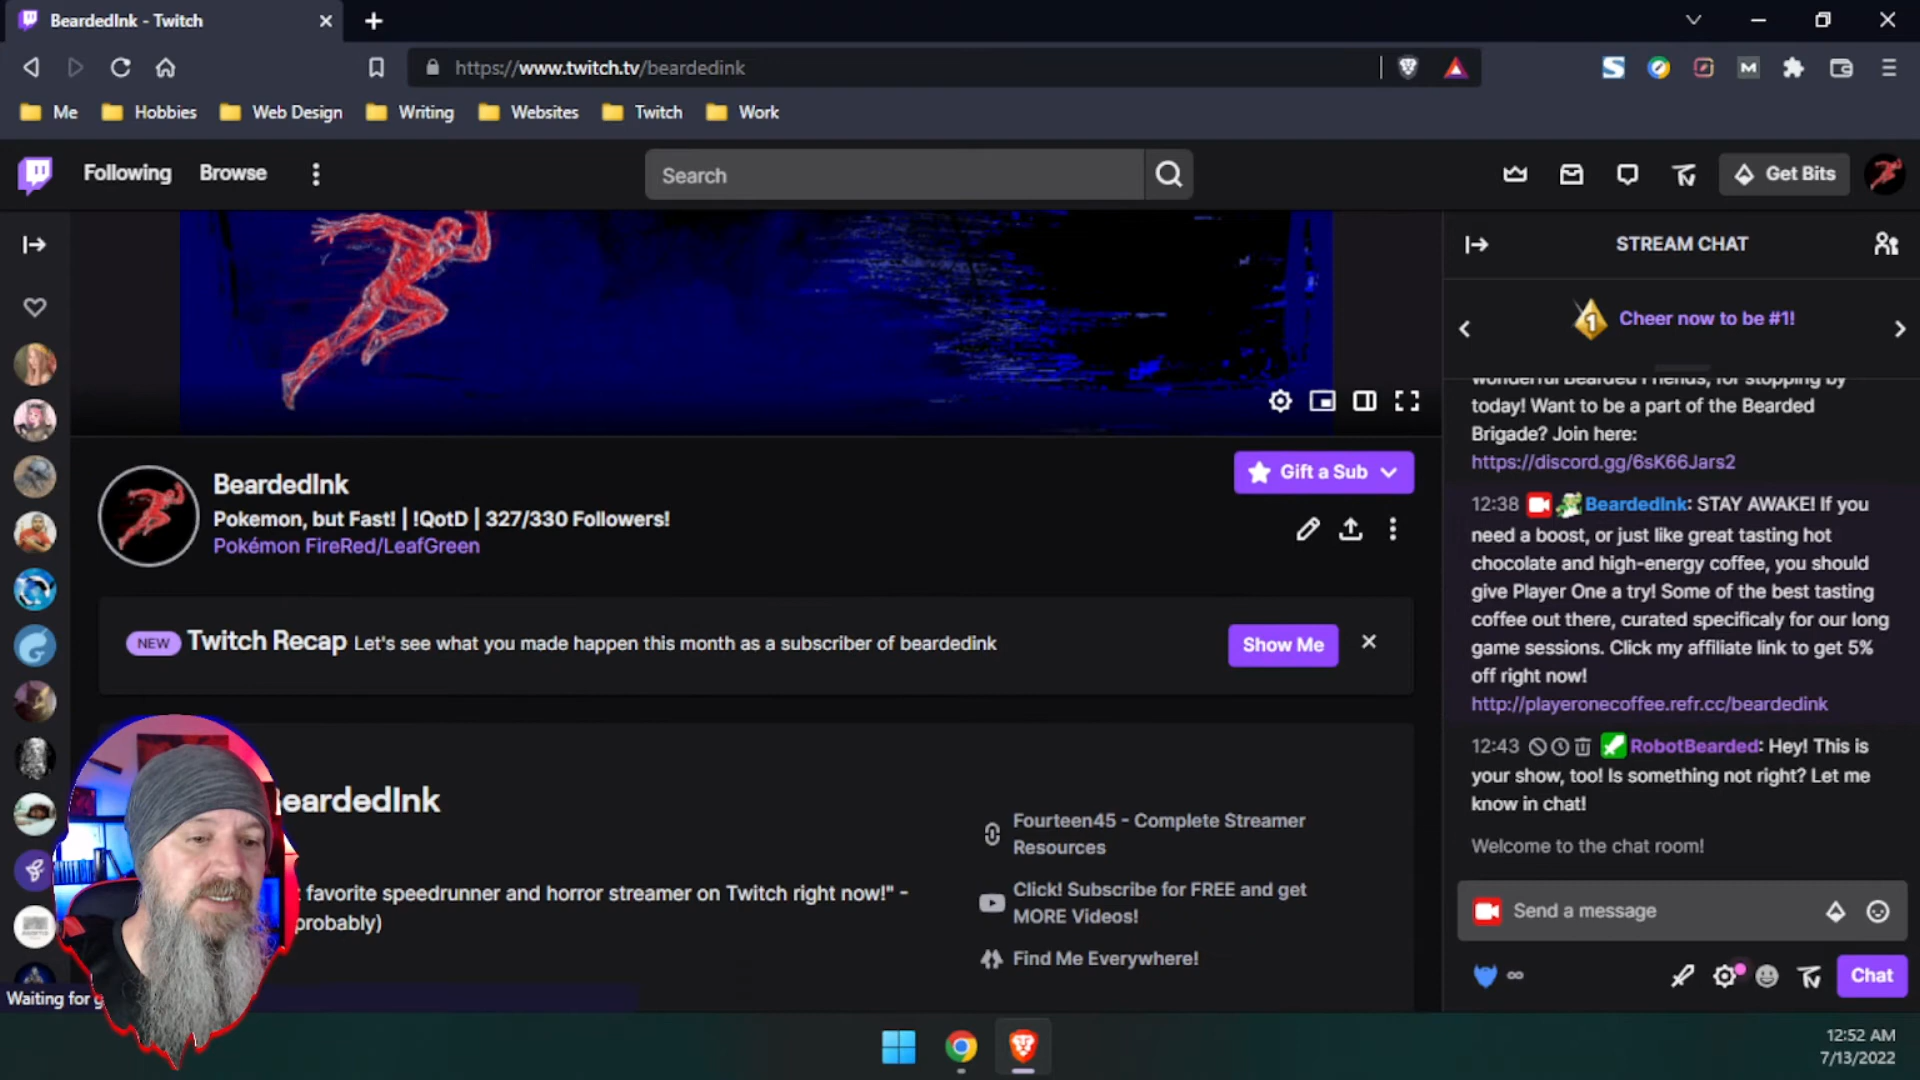 BeardedInk - Twitch
https://www.twitch.tv/beardedink
Me Hobbies Web Design Writing Websites Twitch Work
Following Browse Search Get Bits
STREAM CHAT
1 Cheer now to be #1!
wonderful Bearded Friends, for stopping by
today! Want to be a part of the Bearded
Brigade? Join here:
https://discord.gg/6sK66Jars2
12:38 BeardedInk: STAY AWAKE! If you
need a boost, or just like great tasting hot
chocolate and high-energy coffee, you should
give Player One a try! Some of the best tasting
coffee out there, curated specificaly for our long
game sessions. Click my affiliate link to get 5%
off right now!
http://playeronecoffee.refr.cc/beardedink
12:43 RobotBearded: Hey! This is
your show, too! Is something not right? Let me
know in chat!
Welcome to the chat room!
Send a message
Chat
BeardedInk
Pokemon, but Fast! | !QotD | 327/330 Followers!
Pokémon FireRed/LeafGreen
Gift a Sub
NEW Twitch Recap Let's see what you made happen this month as a subscriber of beardedink
Show Me
eardedInk
favorite speedrunner and horror streamer on Twitch right now!" -
probably)
Fourteen45 - Complete Streamer
Resources
Click! Subscribe for FREE and get
MORE Videos!
Find Me Everywhere!
Waiting for g
12:52 AM
7/13/2022